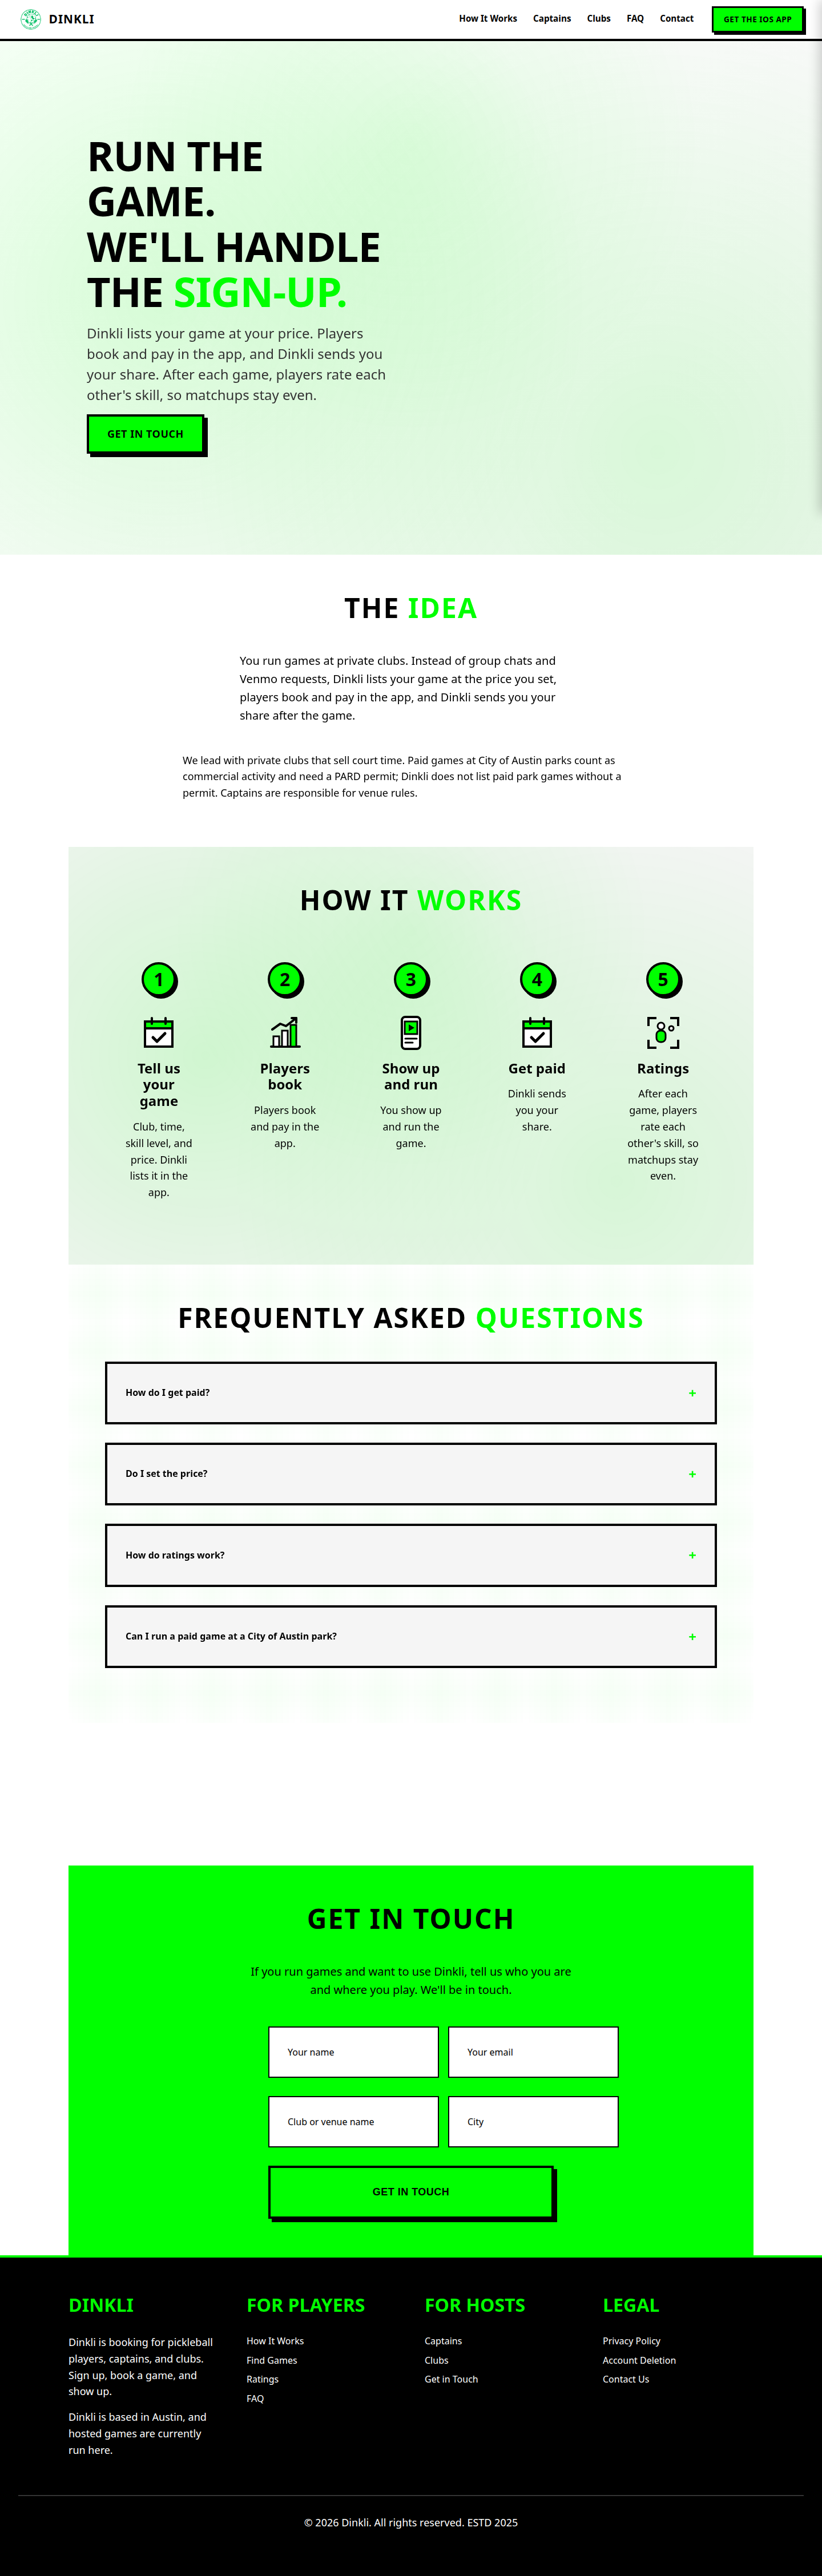 DINKLI
How It Works
Captains
Clubs
FAQ
Contact
GET THE IOS APP
RUN THE
GAME.
WE'LL HANDLE
THE SIGN-UP.
Dinkli lists your game at your price. Players
book and pay in the app, and Dinkli sends you
your share. After each game, players rate each
other's skill, so matchups stay even.
GET IN TOUCH
THE IDEA
You run games at private clubs. Instead of group chats and
Venmo requests, Dinkli lists your game at the price you set,
players book and pay in the app, and Dinkli sends you your
share after the game.
We lead with private clubs that sell court time. Paid games at City of Austin parks count as
commercial activity and need a PARD permit; Dinkli does not list paid park games without a
permit. Captains are responsible for venue rules.
HOW IT WORKS
1
Tell us
your
game
Club, time,
skill level, and
price. Dinkli
lists it in the
app.
2
Players
book
Players book
and pay in the
app.
3
Show up
and run
You show up
and run the
game.
4
Get paid
Dinkli sends
you your
share.
5
Ratings
After each
game, players
rate each
other's skill, so
matchups stay
even.
FREQUENTLY ASKED QUESTIONS
How do I get paid?
+
Do I set the price?
+
How do ratings work?
+
Can I run a paid game at a City of Austin park?
+
GET IN TOUCH
If you run games and want to use Dinkli, tell us who you are
and where you play. We'll be in touch.
Your name
Your email
Club or venue name
City
GET IN TOUCH
DINKLI
Dinkli is booking for pickleball
players, captains, and clubs.
Sign up, book a game, and
show up.
Dinkli is based in Austin, and
hosted games are currently
run here.
FOR PLAYERS
How It Works
Find Games
Ratings
FAQ
FOR HOSTS
Captains
Clubs
Get in Touch
LEGAL
Privacy Policy
Account Deletion
Contact Us
© 2026 Dinkli. All rights reserved. ESTD 2025